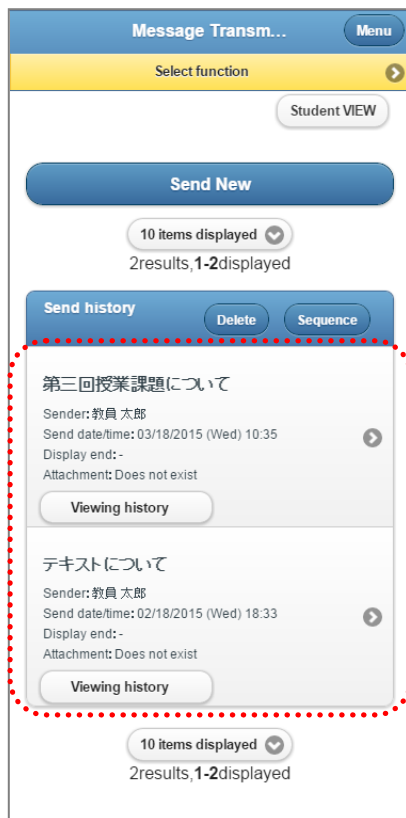 Message Transm... Menu
Select function
Student VIEW
Send New
10 items displayed
2results,1-2displayed
Send history Delete Sequence
第三回授業課題について
Sender:教員 太郎
Send date/time: 03/18/2015 (Wed) 10:35
Display end: -
Attachment: Does not exist
Viewing history
テキストについて
Sender:教員 太郎
Send date/time: 02/18/2015 (Wed) 18:33
Display end: -
Attachment: Does not exist
Viewing history
10 items displayed
2results,1-2displayed